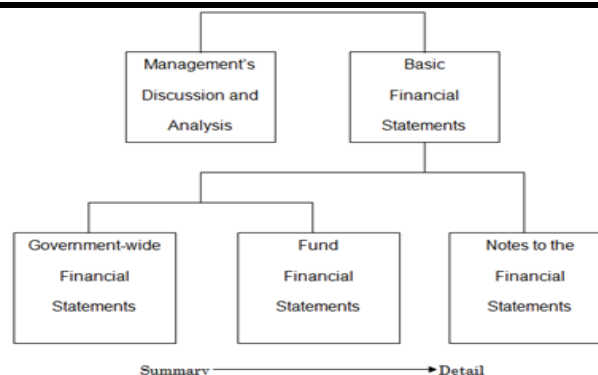 Management's
Discussion and
Analysis
Basic
Financial
Statements
Government-wide
Financial
Statements
Fund
Financial
Statements
Notes to the
Financial
Statements
Summary
Detail